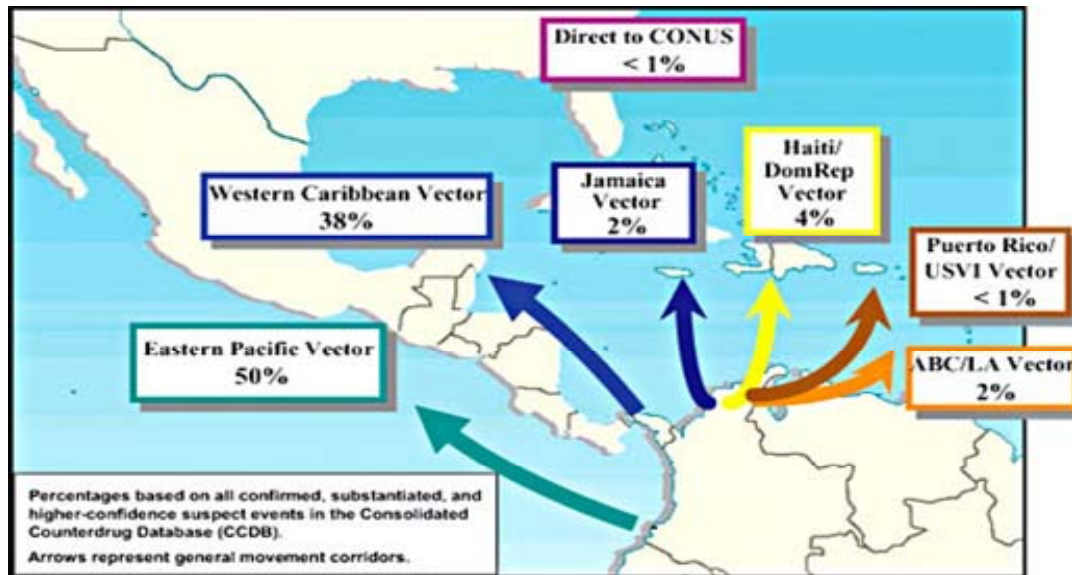 Direct to CONUS
< 1%
Haiti/
DomRep
Vector
4%
Western Caribbean Vector
38%
Jamaica
Vector
2%
Puerto Rico/
USVI Vector
< 1%
Eastern Pacific Vector
50%
ABC/LA Vector
2%
Percentages based on all confirmed, substantiated, and
higher-confidence suspect events in the Consolidated
Counterdrug Database (CCDB).
Arrows represent general movement corridors.